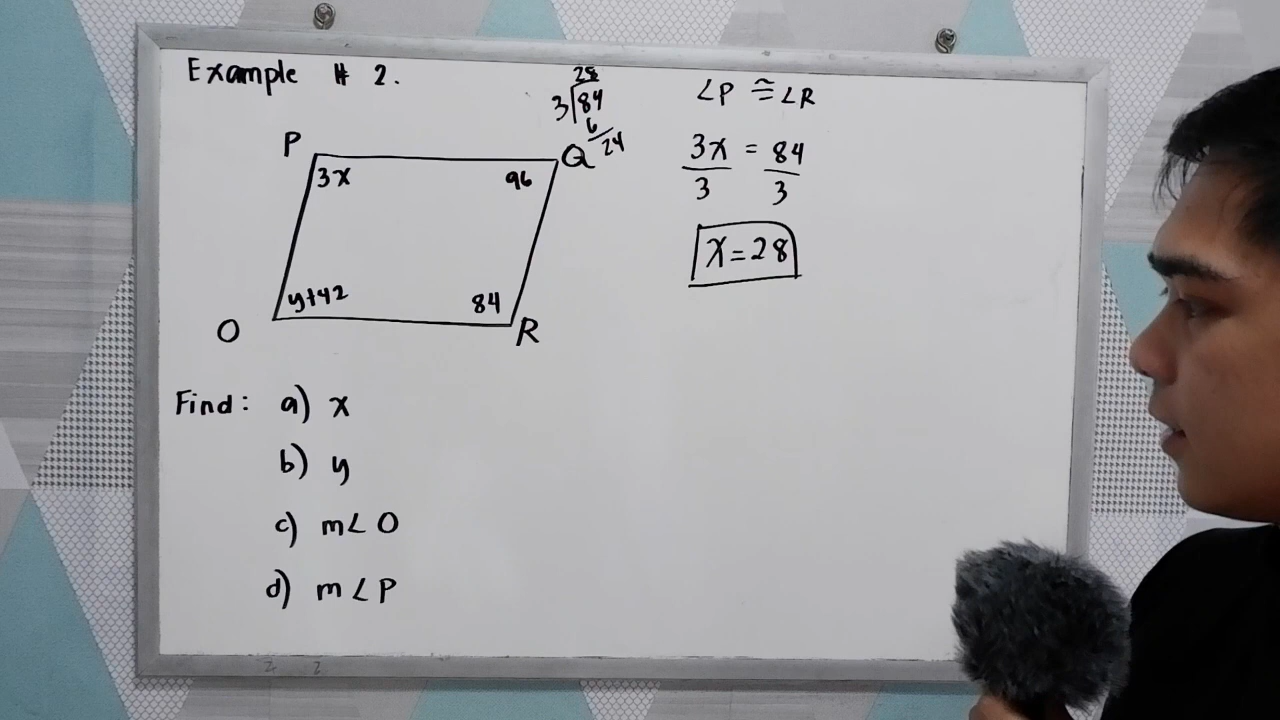 Example # 2.
28
3 84
6
24
P
Q
3x
96
y+42
84
O
R
Find: a) x
b) y
c) m∠O
d) m∠P
∠P ≅ ∠R
3x = 84
3 3
x=28